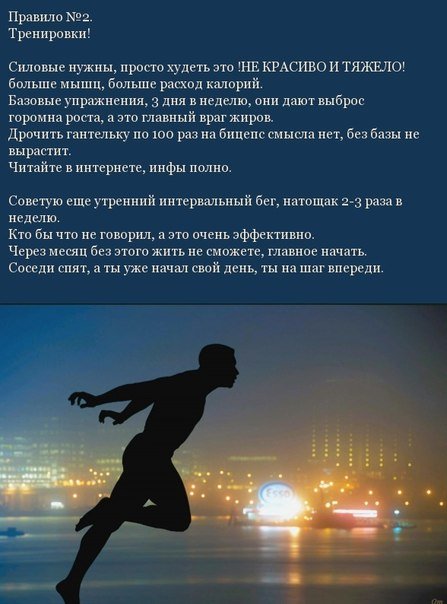 Правило №2.
Тренировки!
Силовые нужны, просто худеть это !НЕ КРАСИВО И ТЯЖЕЛО!
больше мышц, больше расход калорий.
Базовые упражнения, 3 дня в неделю, они дают выброс
горомна роста, а это главный враг жиров.
Дрочить гантельку по 100 раз на бицепс смысла нет, без базы не
вырастит.
Читайте в интернете, инфы полно.
Советую еще утренний интервальный бег, натощак 2-3 раза в
неделю.
Кто бы что не говорил, а это очень эффективно.
Через месяц без этого жить не сможете, главное начать.
Соседи спят, а ты уже начал свой день, ты на шаг впереди.
Esso